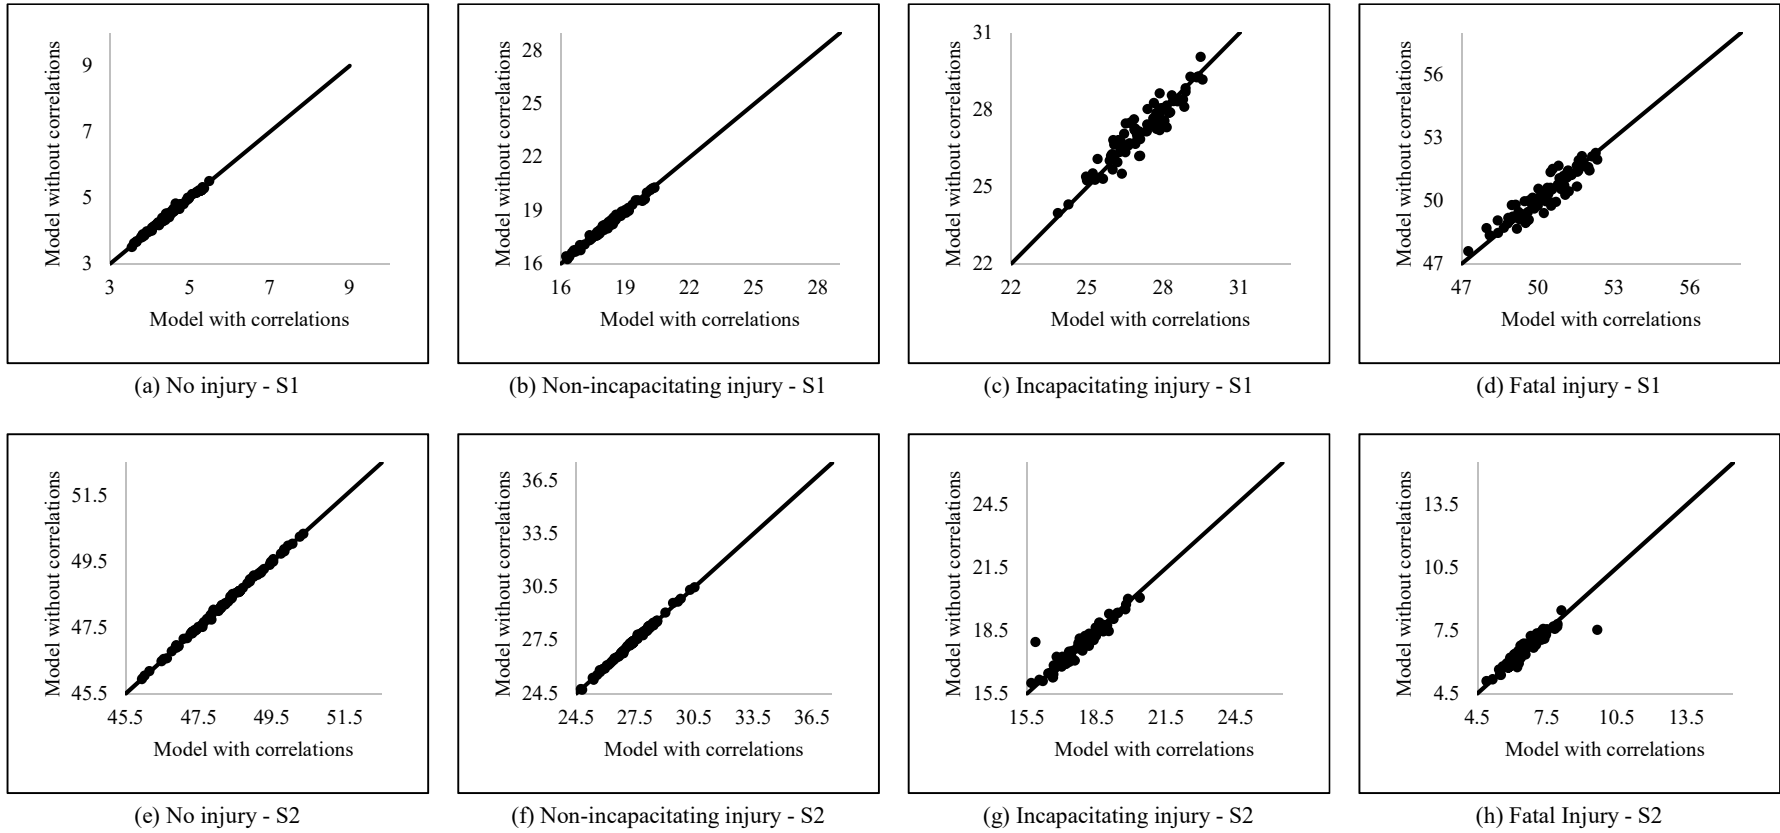 Model without correlations
9
7
5
3
3 5 7 9
Model with correlations
(a) No injury - S1
Model without correlations
28
25
22
19
16
16 19 22 25 28
Model with correlations
(b) Non-incapacitating injury - S1
Model without correlations
31
28
25
22
22 25 28 31
Model with correlations
(c) Incapacitating injury - S1
Model without correlations
56
53
50
47
47 50 53 56
Model with correlations
(d) Fatal injury - S1
Model without correlations
51.5
49.5
47.5
45.5
45.5 47.5 49.5 51.5
Model with correlations
(e) No injury - S2
Model without correlations
36.5
33.5
30.5
27.5
24.5
24.5 27.5 30.5 33.5 36.5
Model with correlations
(f) Non-incapacitating injury - S2
Model without correlations
24.5
21.5
18.5
15.5
15.5 18.5 21.5 24.5
Model with correlations
(g) Incapacitating injury - S2
Model without correlations
13.5
10.5
7.5
4.5
4.5 7.5 10.5 13.5
Model with correlations
(h) Fatal Injury - S2